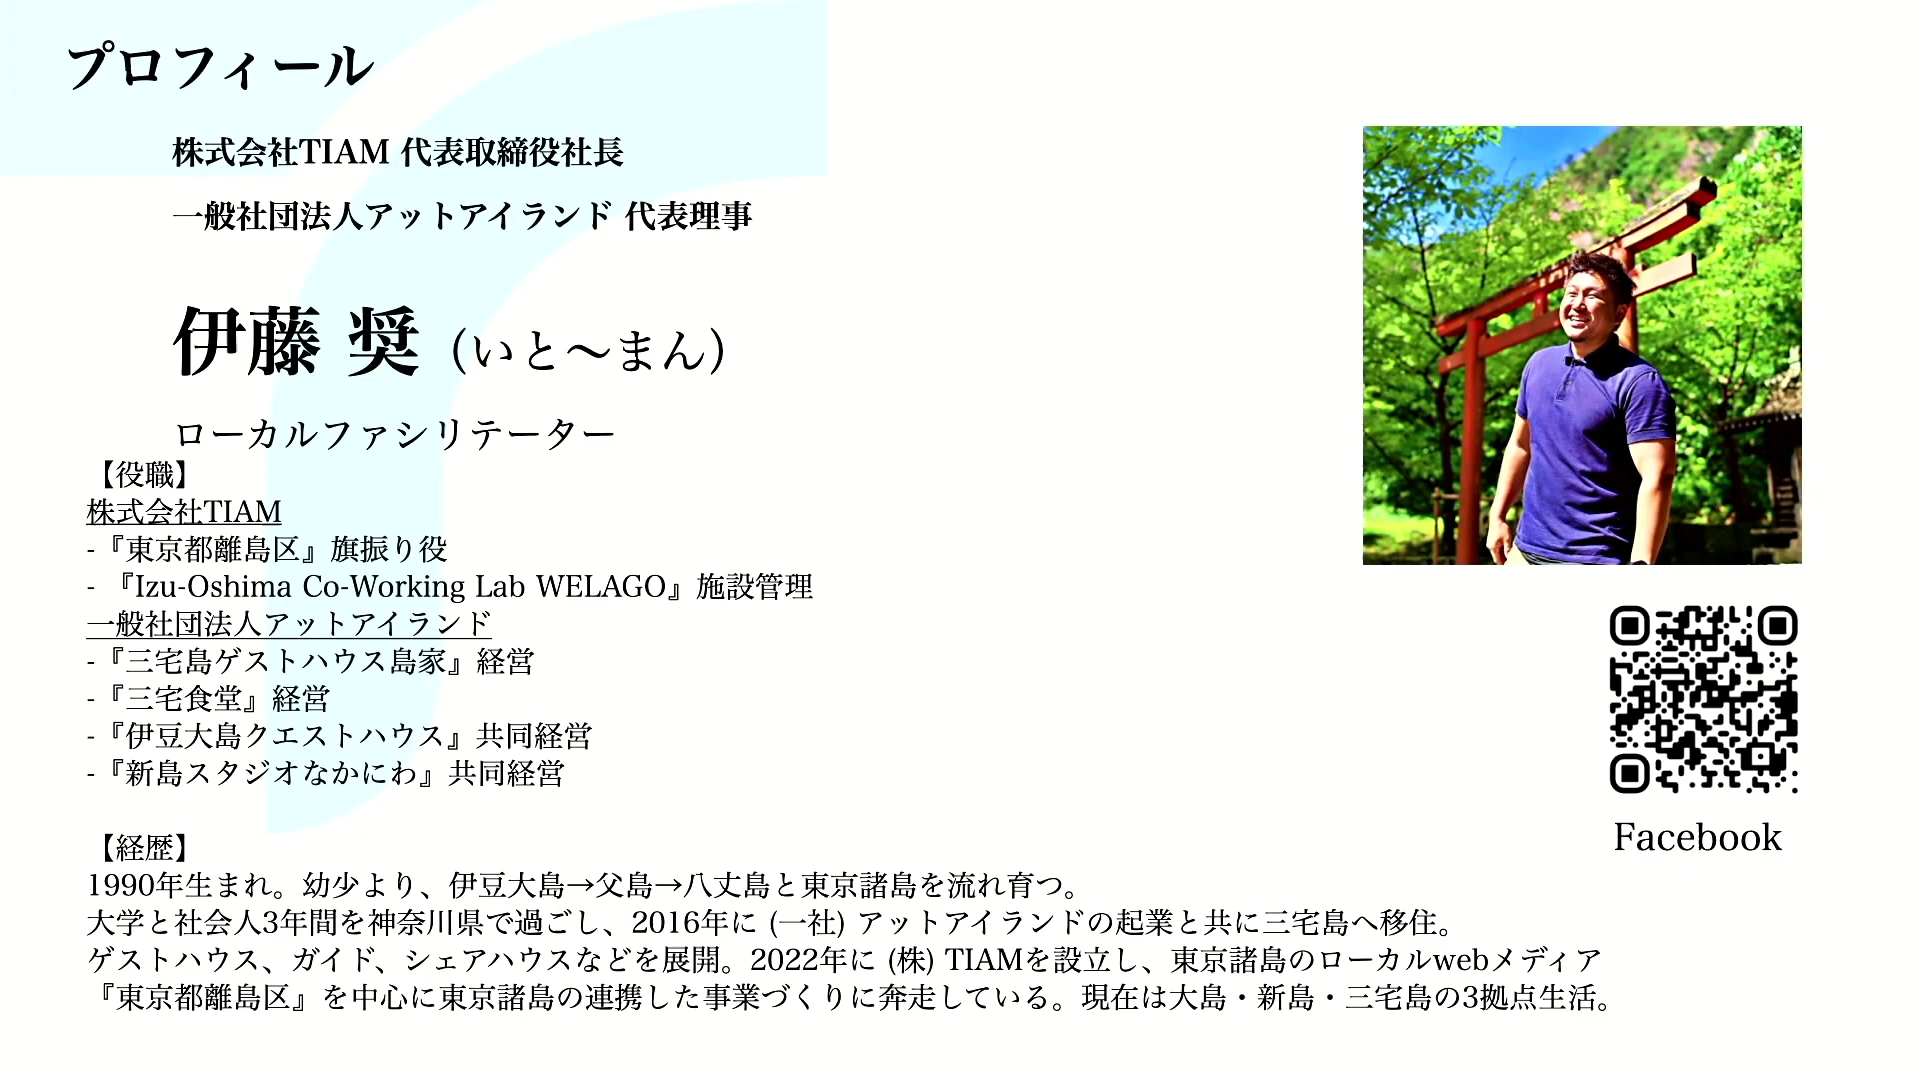 プロフィール
株式会社TIAM 代表取締役社長
一般社団法人アットアイランド 代表理事
伊藤 奨 (いと〜まん)
ローカルファシリテーター
【役職】
株式会社TIAM
-『東京都離島区』旗振り役
- 『Izu-Oshima Co-Working Lab WELAGO』施設管理
一般社団法人アットアイランド
-『三宅島ゲストハウス島家』経営
-『三宅食堂』経営
-『伊豆大島クエストハウス』共同経営
-『新島スタジオなかにわ』共同経営
Facebook
【経歴】
1990年生まれ。幼少より、伊豆大島→父島→八丈島と東京諸島を流れ育つ。
大学と社会人3年間を神奈川県で過ごし、2016年に (一社) アットアイランドの起業と共に三宅島へ移住。
ゲストハウス、ガイド、シェアハウスなどを展開。2022年に (株) TIAMを設立し、東京諸島のローカルwebメディア
『東京都離島区』を中心に東京諸島の連携した事業づくりに奔走している。現在は大島・新島・三宅島の3拠点生活。